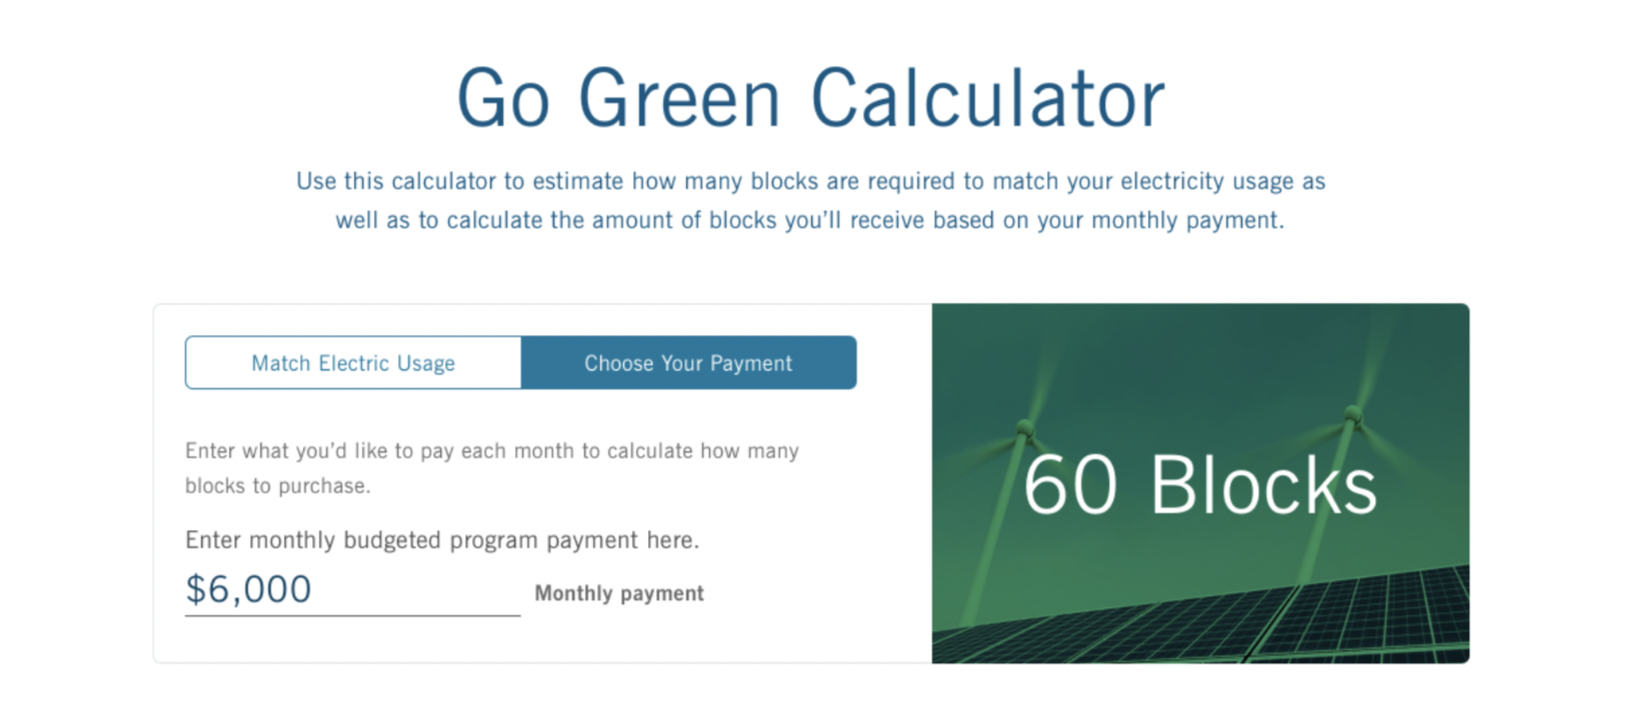 Go Green Calculator
Use this calculator to estimate how many blocks are required to match your electricity usage as
well as to calculate the amount of blocks you’ll receive based on your monthly payment.
Match Electric Usage
Choose Your Payment
Enter what you’d like to pay each month to calculate how many
blocks to purchase.
Enter monthly budgeted program payment here.
$6,000
Monthly payment
60 Blocks